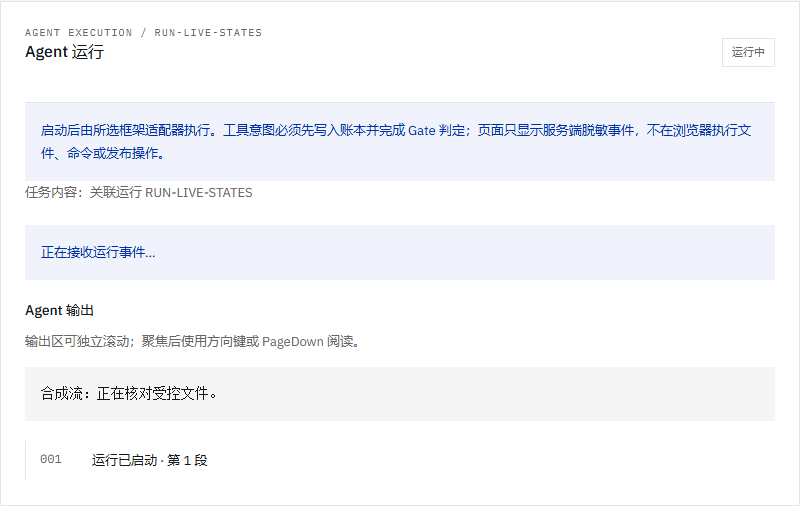 AGENT EXECUTION / RUN-LIVE-STATES
Agent 运行
运行中
启动后由所选框架适配器执行。工具意图必须先写入账本并完成 Gate 判定；页面只显示服务端脱敏事件，不在浏览器执行文
件、命令或发布操作。
任务内容：关联运行 RUN-LIVE-STATES
正在接收运行事件...
Agent 输出
输出区可独立滚动；聚焦后使用方向键或 PageDown 阅读。
合成流：正在核对受控文件。
001 运行已启动 · 第 1 段